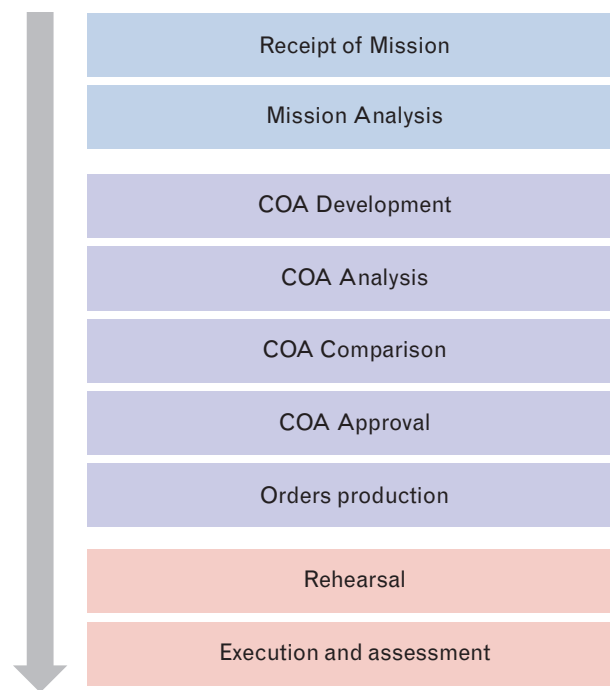 Receipt of Mission
Mission Analysis
COA Development
COA Analysis
COA Comparison
COA Approval
Orders production
Rehearsal
Execution and assessment